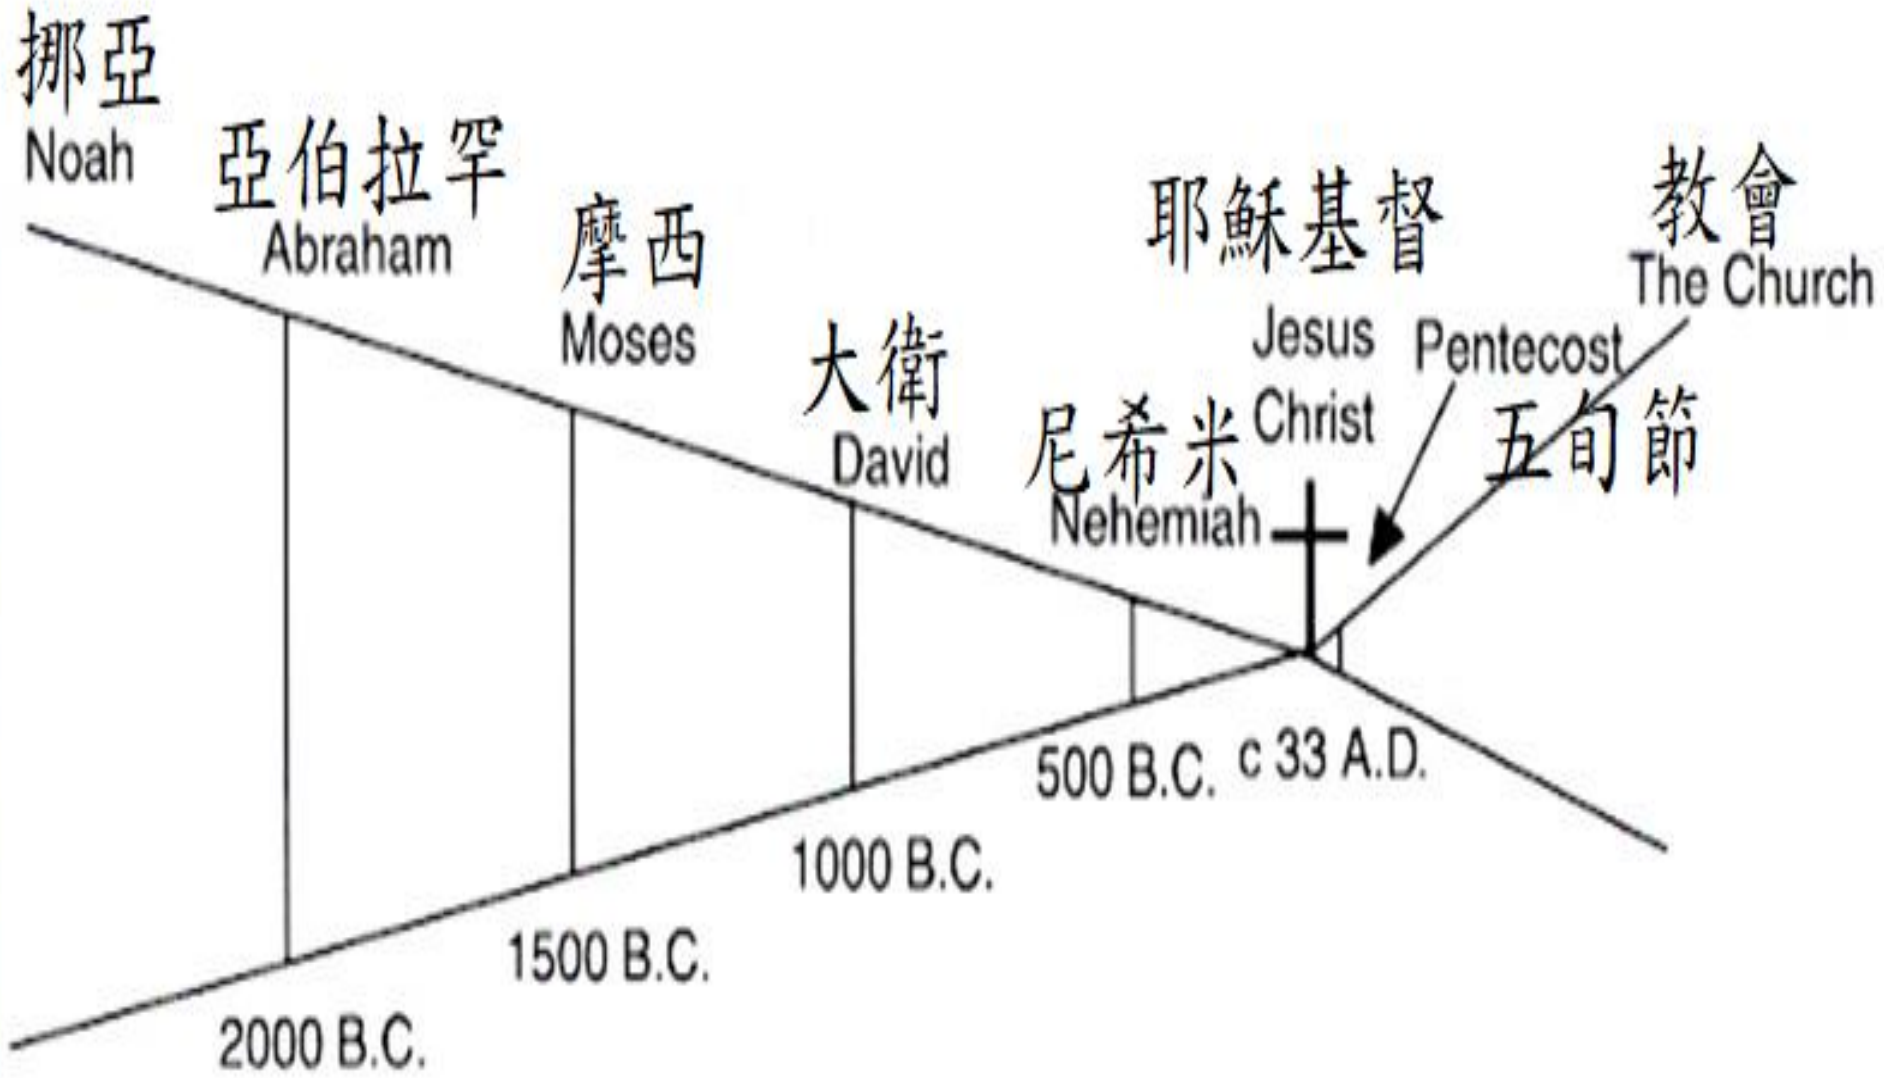 挪亞
Noah
亞伯拉罕
Abraham
摩西
Moses
大衛
David
尼希米
Nehemiah
耶穌基督
Jesus
Christ
Pentecost
五旬節
教會
The Church
2000 B.C.
1500 B.C.
1000 B.C.
500 B.C.
c 33 A.D.